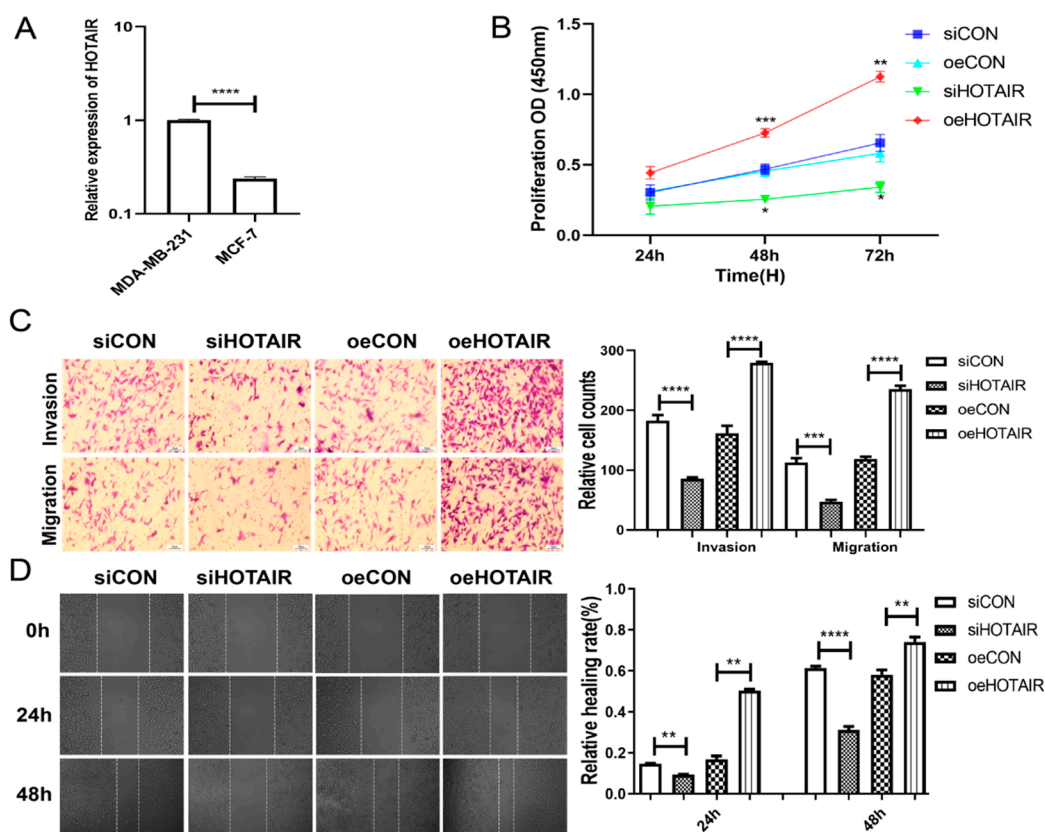 A
Relative expression of HOTAIR
10
1
0.1
****
MDA-MB-231
MCF-7
B
Proliferation OD (450nm)
1.5
1.0
0.5
0.0
***
**
*
*
24h
48h
72h
Time(H)
siCON
oeCON
siHOTAIR
oeHOTAIR
C
siCON
siHOTAIR
oeCON
oeHOTAIR
Invasion
Migration
Relative cell counts
300
200
100
0
****
****
***
****
Invasion
Migration
siCON
siHOTAIR
oeCON
oeHOTAIR
D
siCON
siHOTAIR
oeCON
oeHOTAIR
0h
24h
48h
Relative healing rate(%)
0.8
0.6
0.4
0.2
0.0
1.0
**
**
****
**
24h
48h
siCON
siHOTAIR
oeCON
oeHOTAIR